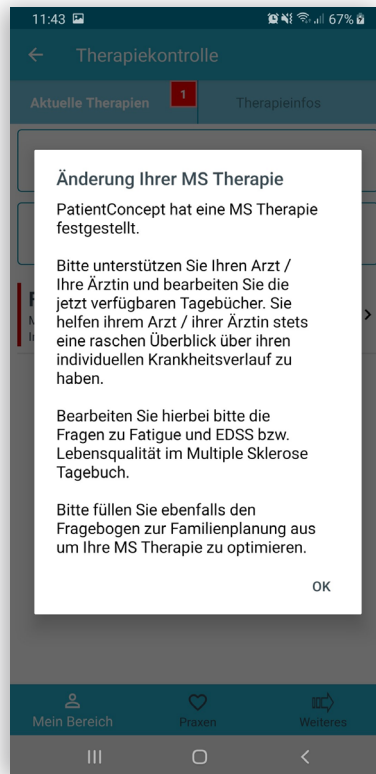 11:43 67%
Therapiekontrolle
Aktuelle Therapien 1 Therapieinfos
Änderung Ihrer MS Therapie
PatientConcept hat eine MS Therapie
festgestellt.
Bitte unterstützen Sie Ihren Arzt /
Ihre Ärztin und bearbeiten Sie die
jetzt verfügbaren Tagebücher. Sie
helfen ihrem Arzt / ihrer Ärztin stets
eine raschen Überblick über ihren
individuellen Krankheitsverlauf zu
haben.
Bearbeiten Sie hierbei bitte die
Fragen zu Fatigue und EDSS bzw.
Lebensqualität im Multiple Sklerose
Tagebuch.
Bitte füllen Sie ebenfalls den
Fragebogen zur Familienplanung aus
um Ihre MS Therapie zu optimieren.
OK
Mein Bereich Praxen Weiteres